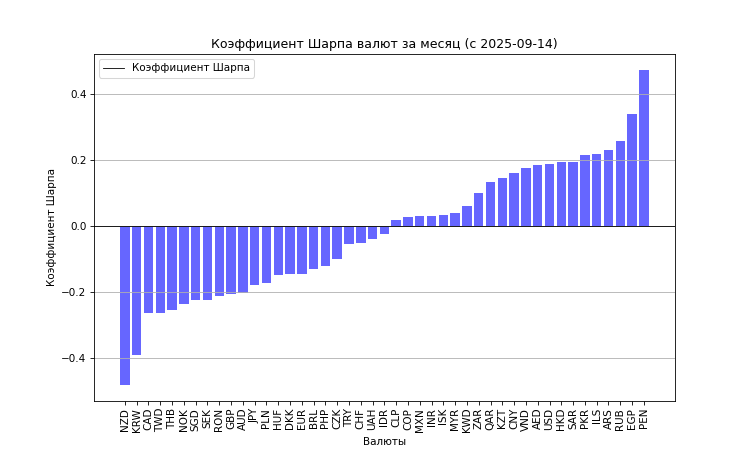 Коэффициент Шарпа валют за месяц (с 2025-09-14)
Коэффициент Шарпа
Коэффициент Шарпа
0.4
0.2
0.0
−0.2
−0.4
NZD KRW CAD TWD THB NOK SGD SEK RON GBP AUD JPY PLN HUF DKK EUR BRL PHP CZK TRY CHF UAH IDR CLP COP MXN INR ISK MYR KWD ZAR QAR KZT CNY VND AED USD HKD SAR PKR ILS ARS RUB EGP PEN
Валюты